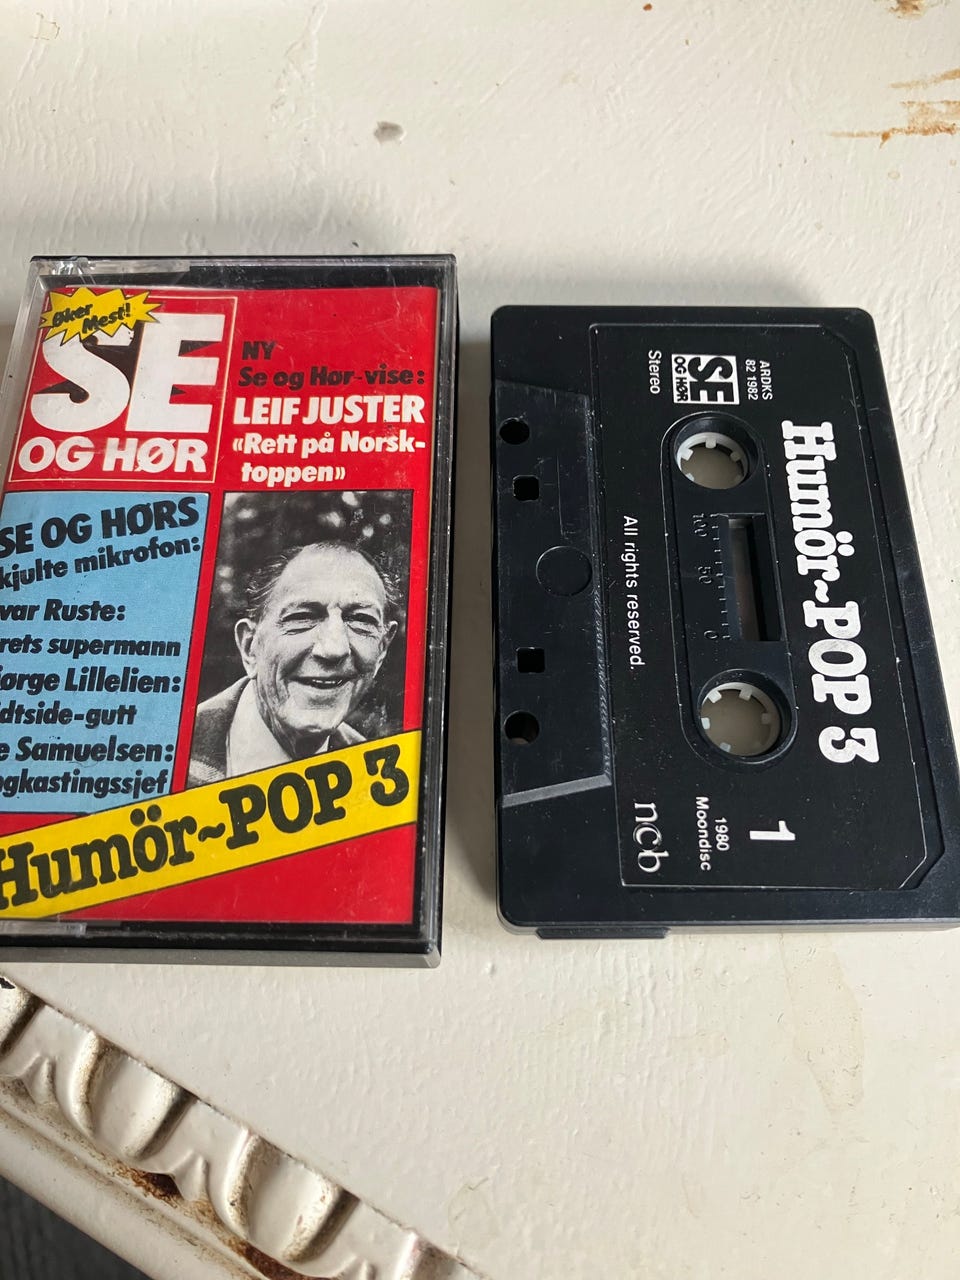 Øker
Mest!
SE
OG HØR
NY
Se og Hør-vise:
LEIF JUSTER
«Rett på Norsk-
toppen»
SE OG HØRS
kjulte mikrofon:
var Ruste:
rets supermann
ørge Lillelien:
dtside-gutt
e Samuelsen:
gkastingssjef
Humör~POP 3
ARDKS
82 1982
SE
OG HØR
Stereo
Humör~POP 3
100 50 0
All rights reserved.
1
1980
Moondisc
ncb